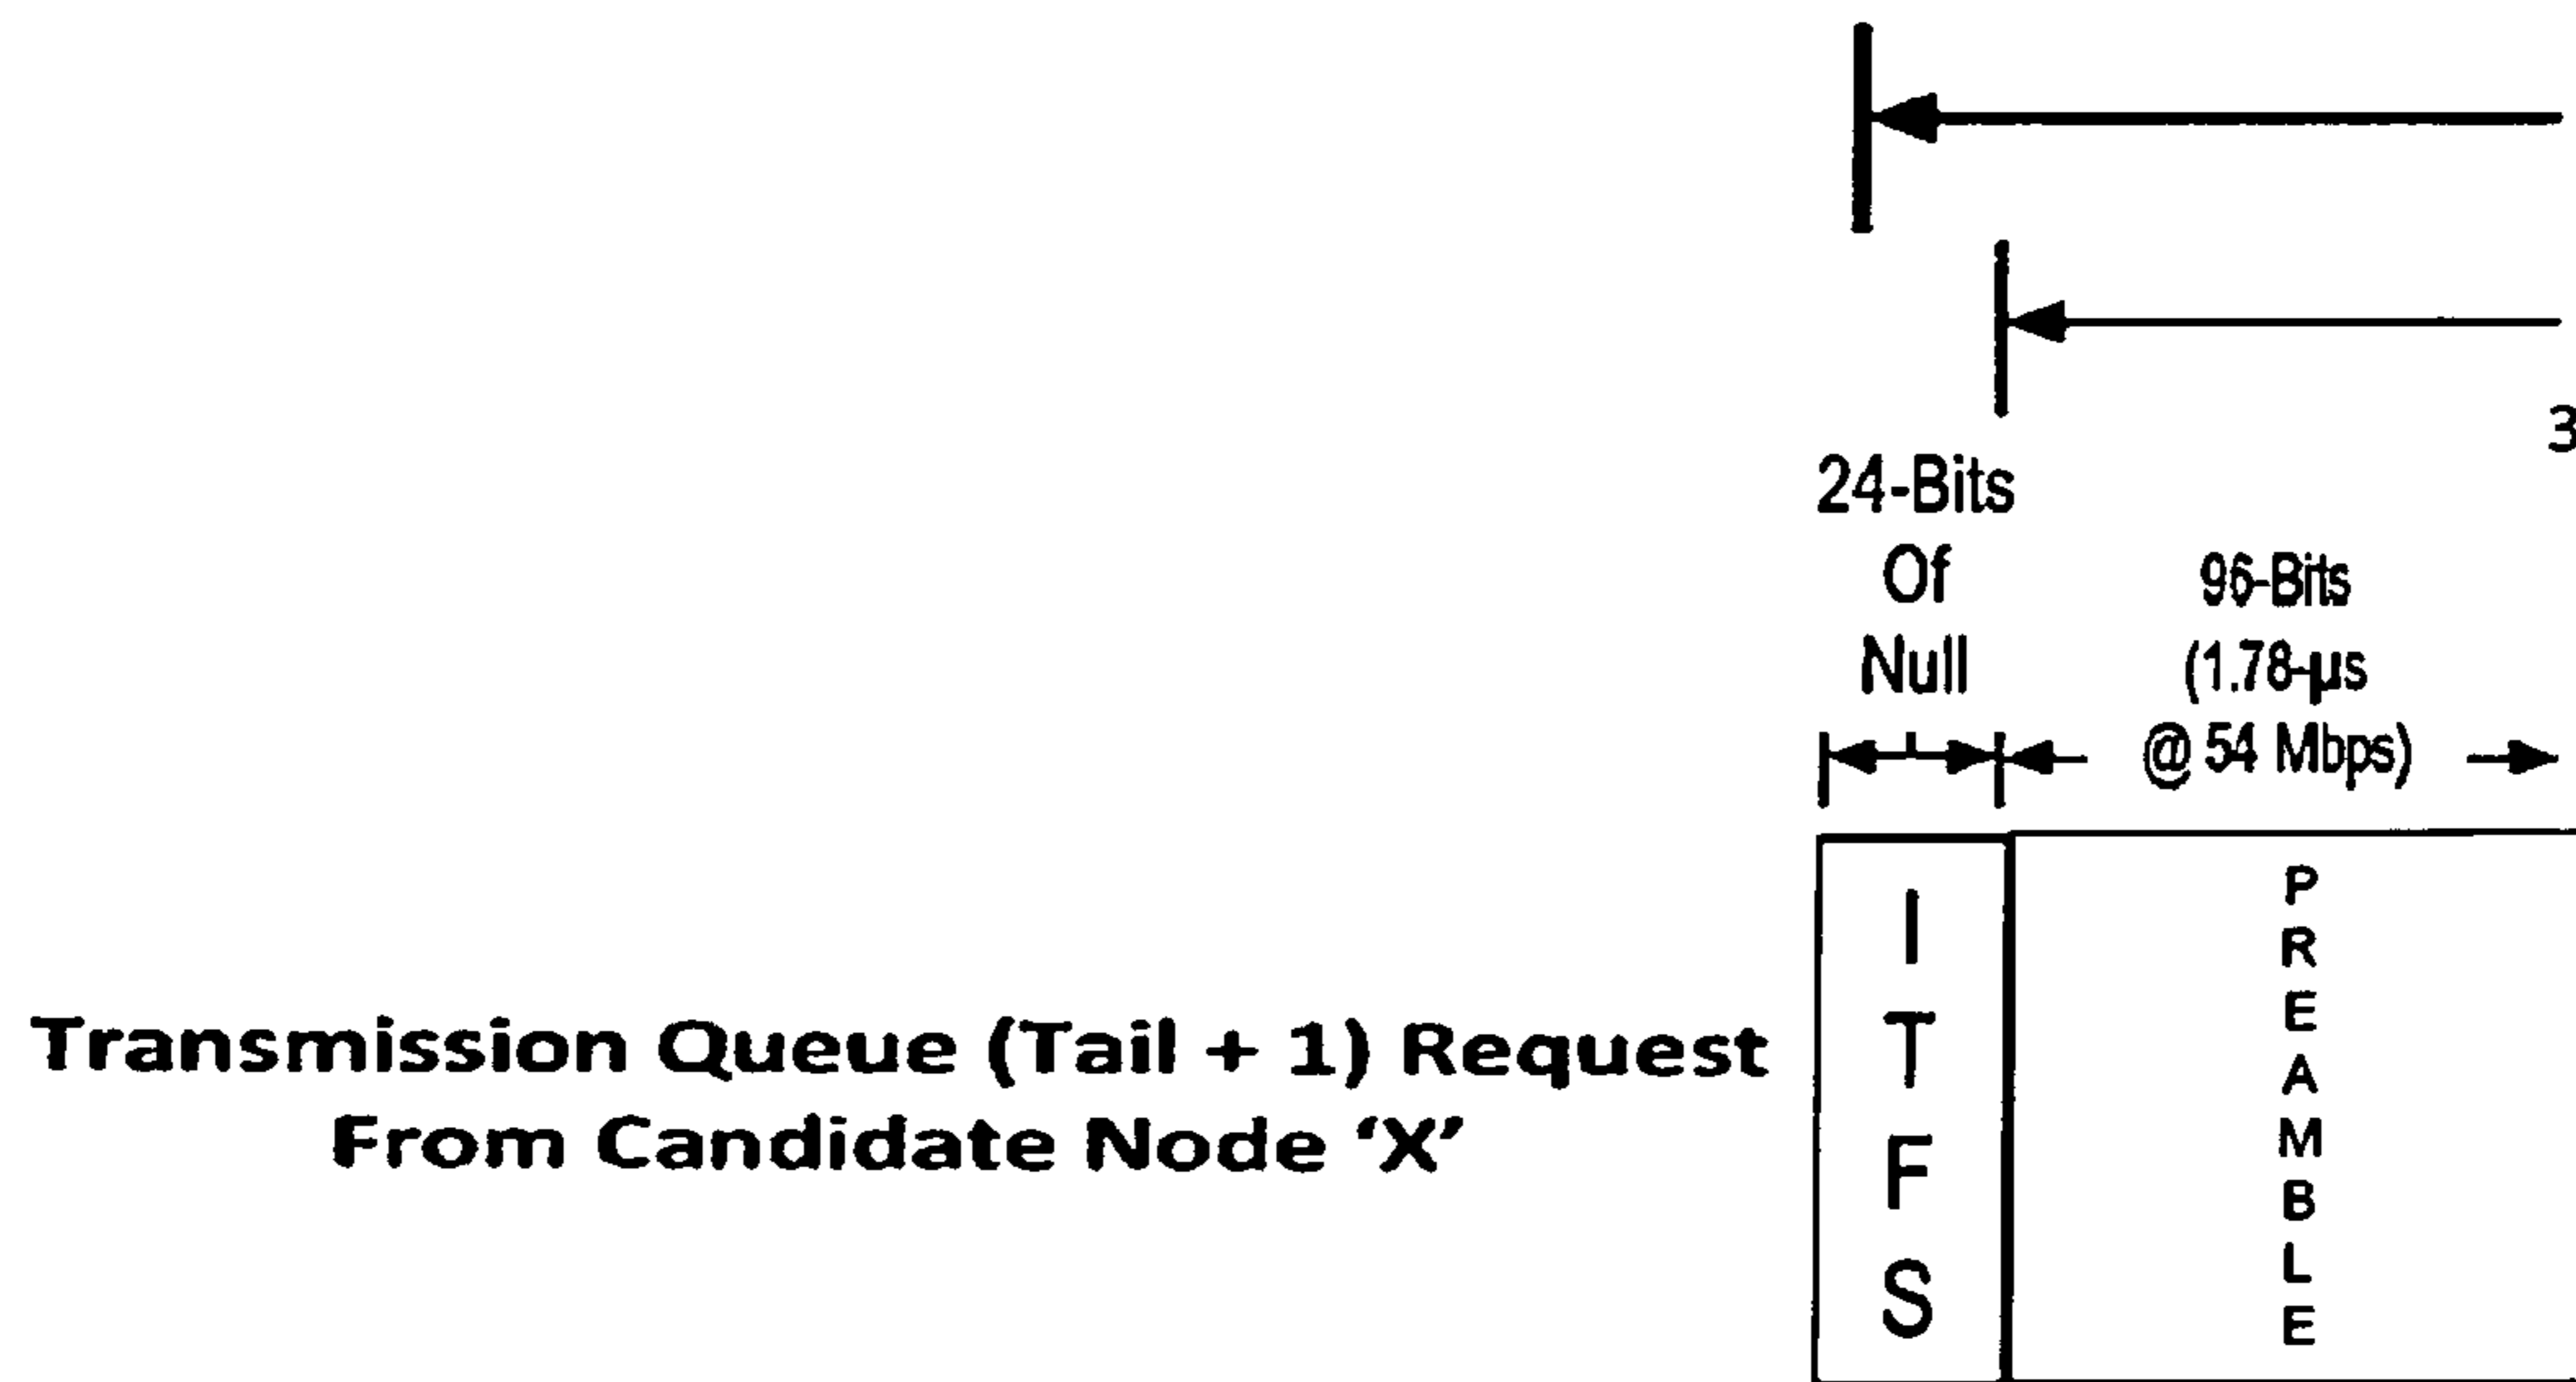 3
24-Bits
Of
Null
96-Bits
(1.78-µs
@ 54 Mbps)
I
T
F
S
P
R
E
A
M
B
L
E
Transmission Queue (Tail + 1) Request
From Candidate Node ‘X’